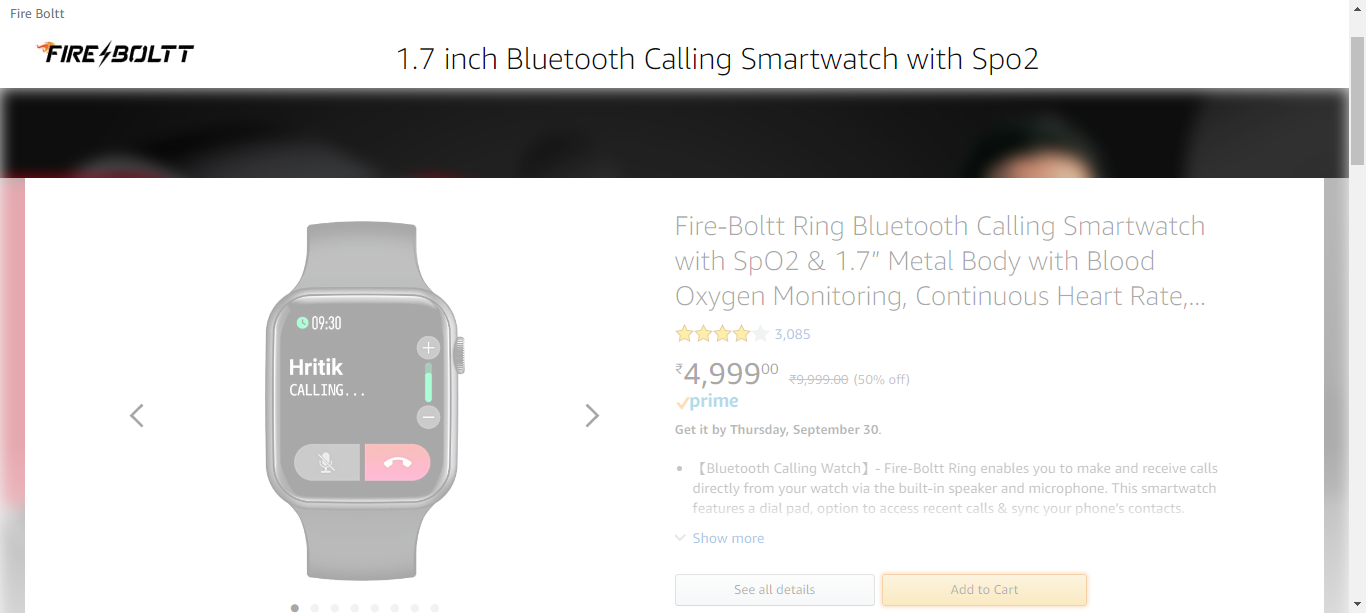 Fire Boltt
FIRE BOLTT
1.7 inch Bluetooth Calling Smartwatch with Spo2
09:30
Hritik
CALLING...
Fire-Boltt Ring Bluetooth Calling Smartwatch
with SpO2 & 1.7” Metal Body with Blood
Oxygen Monitoring, Continuous Heart Rate,...
3,085
₹4,99900 ₹9,999.00 (50% off)
prime
Get it by Thursday, September 30.
• 【Bluetooth Calling Watch】- Fire-Boltt Ring enables you to make and receive calls
directly from your watch via the built-in speaker and microphone. This smartwatch
features a dial pad, option to access recent calls & sync your phone's contacts.
Show more
See all details
Add to Cart